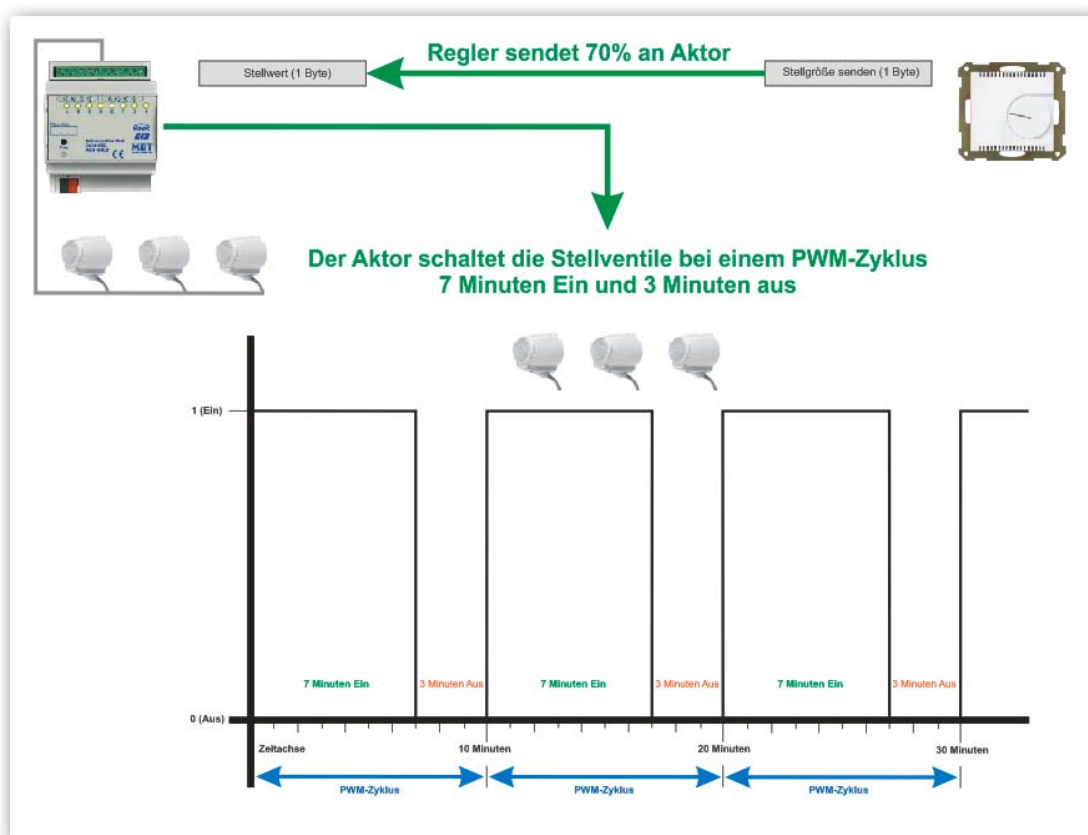 Regler sendet 70% an Aktor
Stellwert (1 Byte)
Stellgröße senden (1 Byte)
Der Aktor schaltet die Stellventile bei einem PWM-Zyklus
7 Minuten Ein und 3 Minuten aus
1 (Ein)
7 Minuten Ein
3 Minuten Aus
7 Minuten Ein
3 Minuten Aus
7 Minuten Ein
3 Minuten Aus
0 (Aus)
Zeitachse
10 Minuten
20 Minuten
30 Minuten
PWM-Zyklus
PWM-Zyklus
PWM-Zyklus